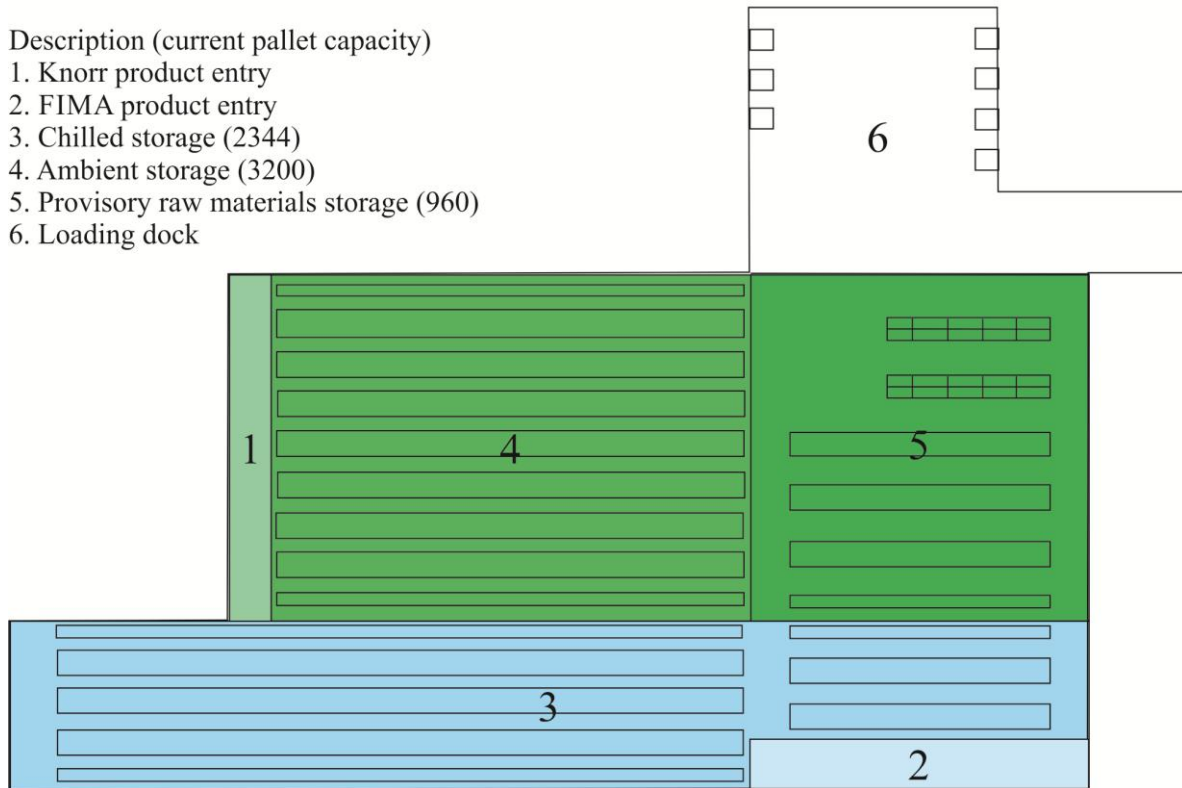 Description (current pallet capacity)
1. Knorr product entry
2. FIMA product entry
3. Chilled storage (2344)
4. Ambient storage (3200)
5. Provisory raw materials storage (960)
6. Loading dock
6
1
4
5
3
2